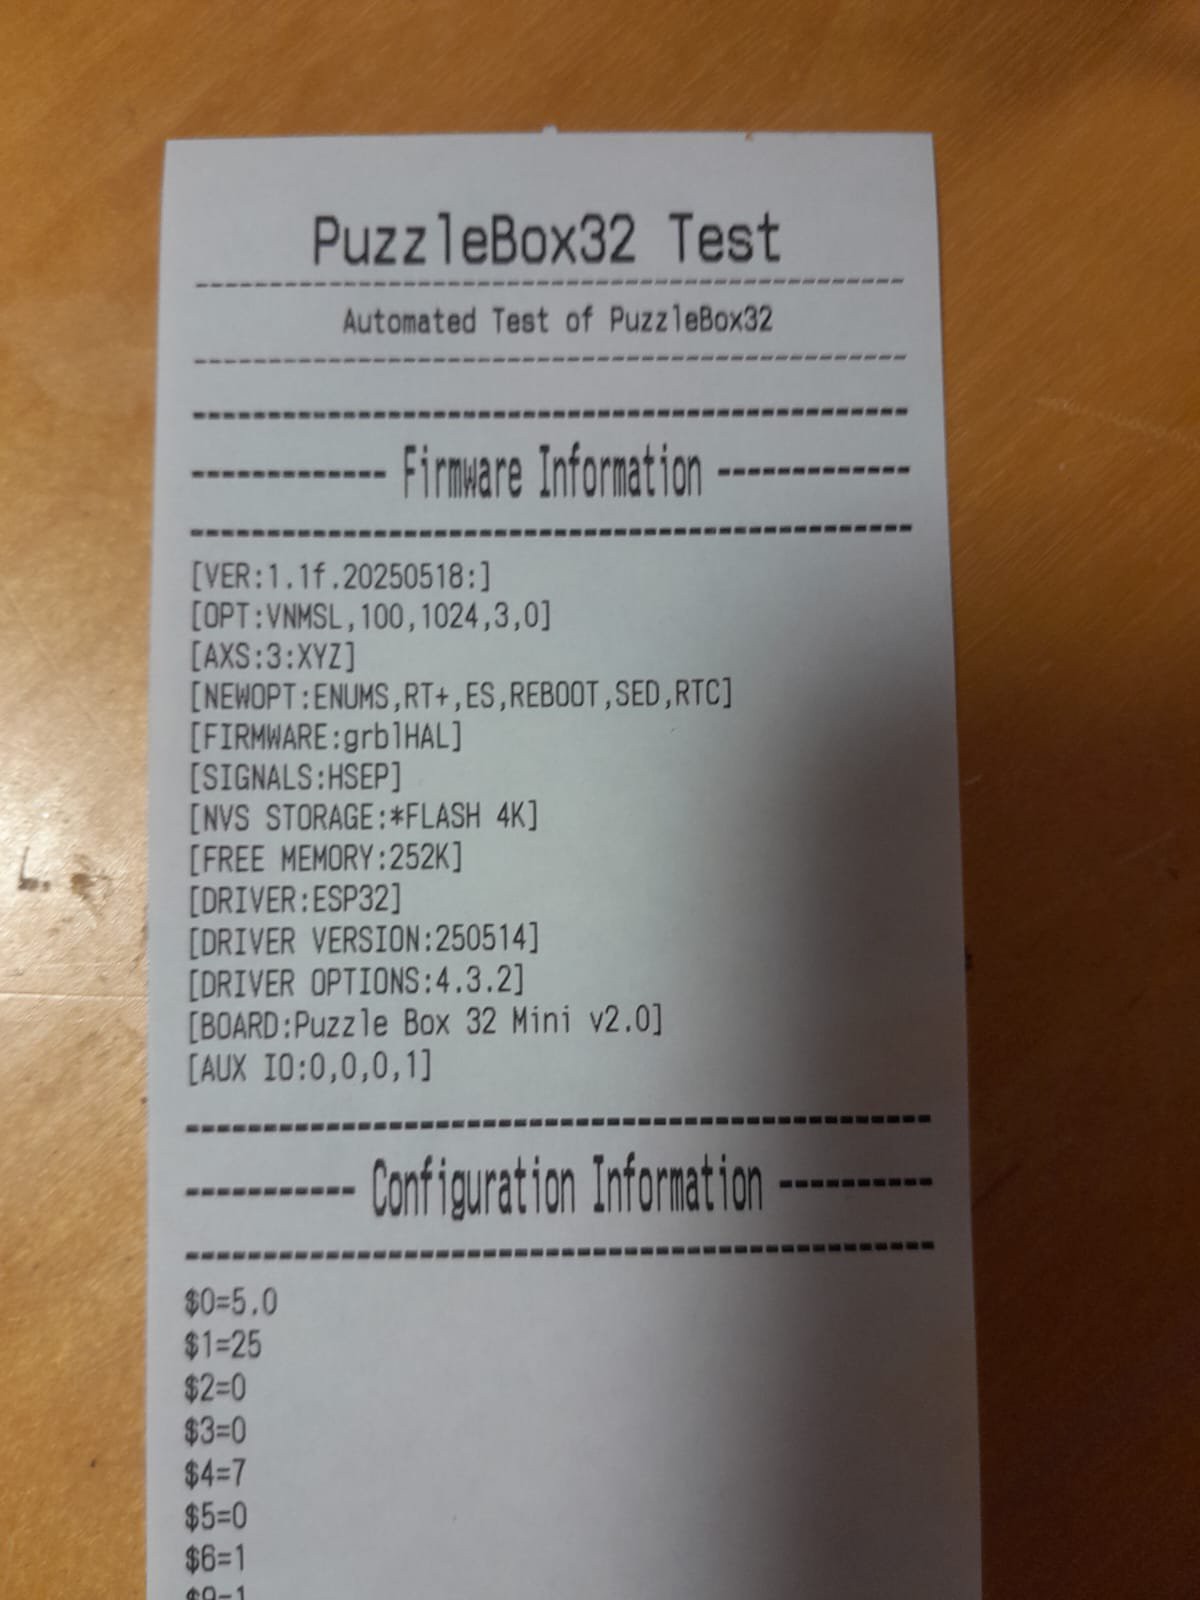 PuzzleBox32 Test
----------------------------------------
Automated Test of PuzzleBox32
----------------------------------------
----------------------------------------
------------ Firmware Information ------------
----------------------------------------
[VER:1.1f.20250518:]
[OPT:VNMSL,100,1024,3,0]
[AXS:3:XYZ]
[NEWOPT:ENUMS,RT+,ES,REBOOT,SED,RTC]
[FIRMWARE:grblHAL]
[SIGNALS:HSEP]
[NVS STORAGE:*FLASH 4K]
[FREE MEMORY:252K]
[DRIVER:ESP32]
[DRIVER VERSION:250514]
[DRIVER OPTIONS:4.3.2]
[BOARD:Puzzle Box 32 Mini v2.0]
[AUX IO:0,0,0,1]
----------------------------------------
----------- Configuration Information ----------
----------------------------------------
$0=5.0
$1=25
$2=0
$3=0
$4=7
$5=0
$6=1
$9=1